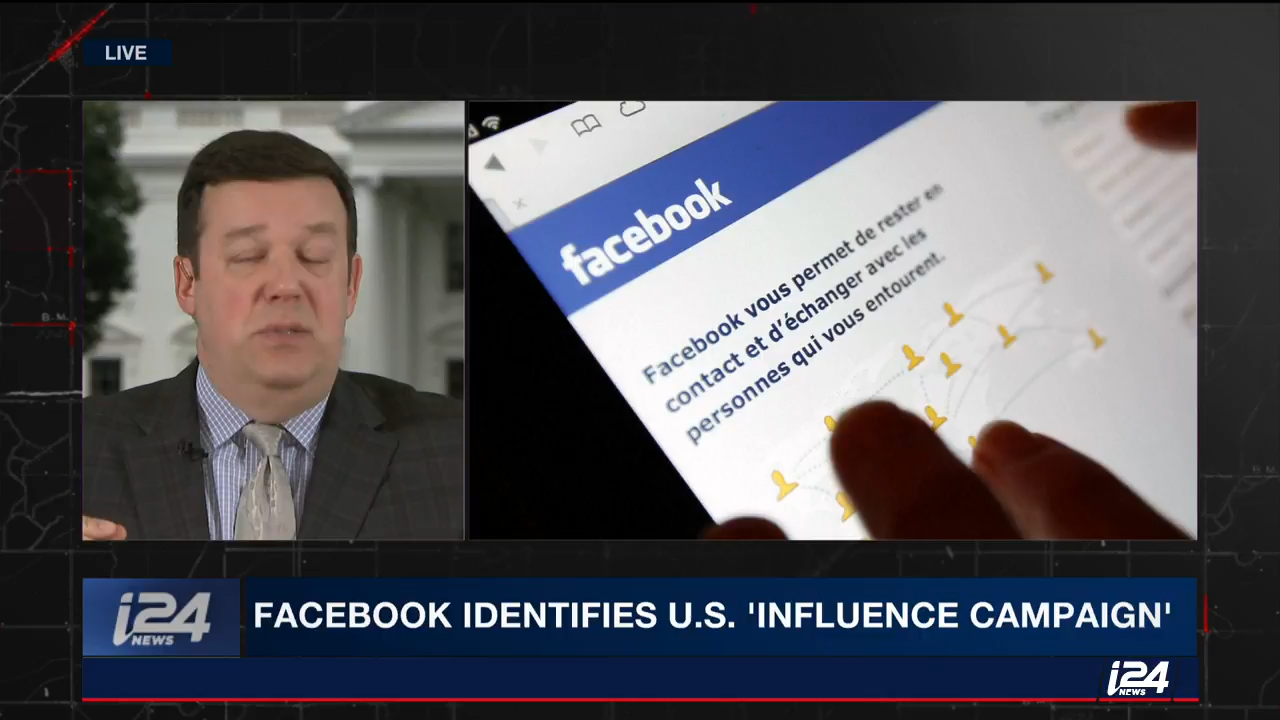 LIVE
facebook
Facebook vous permet de rester en
contact et d'échanger avec les
personnes qui vous entourent.
B.M.
i24
NEWS
FACEBOOK IDENTIFIES U.S. 'INFLUENCE CAMPAIGN'
i24
NEWS